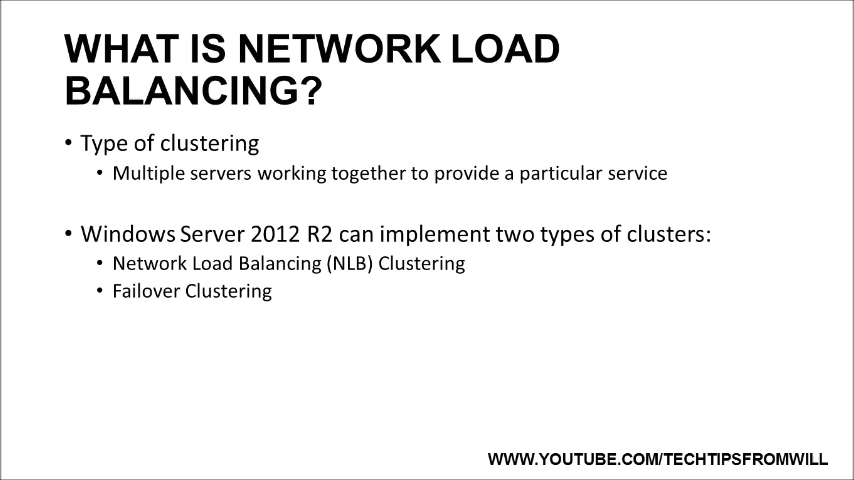 WHAT IS NETWORK LOAD
BALANCING?
• Type of clustering
• Multiple servers working together to provide a particular service
• Windows Server 2012 R2 can implement two types of clusters:
• Network Load Balancing (NLB) Clustering
• Failover Clustering
WWW.YOUTUBE.COM/TECHTIPSFROMWILL